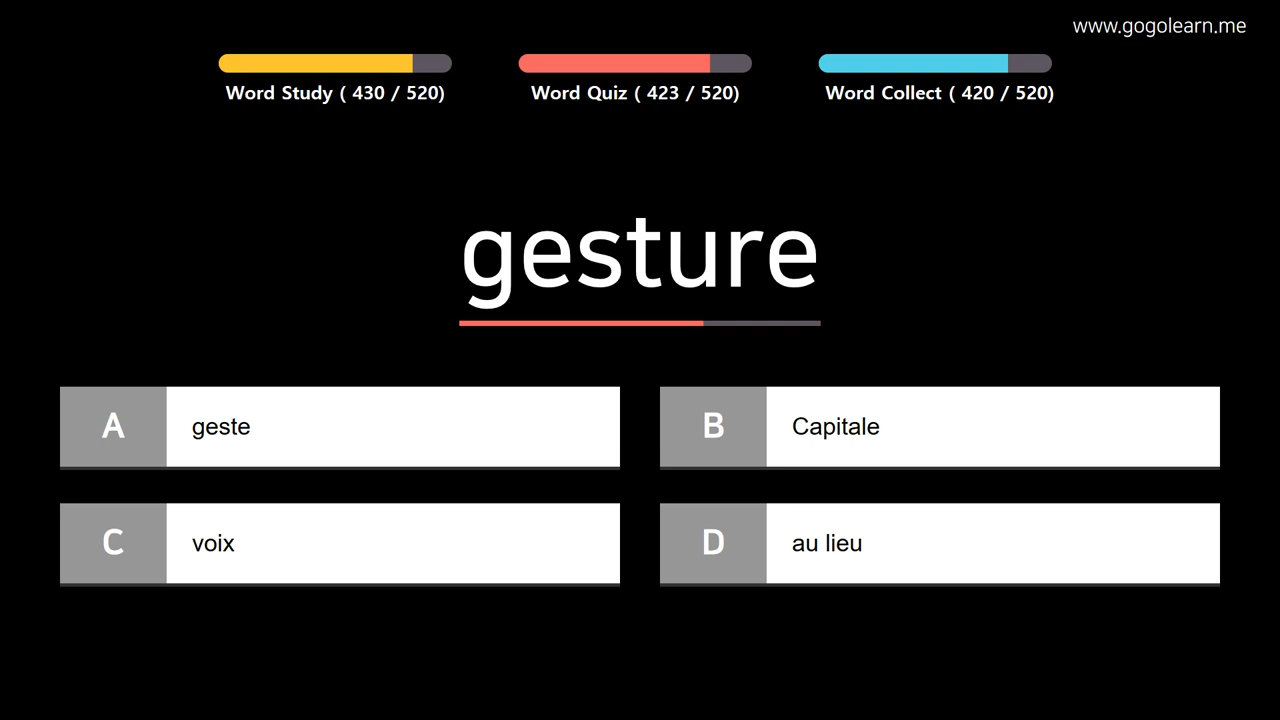 www.gogolearn.me
Word Study ( 430 / 520)
Word Quiz ( 423 / 520)
Word Collect ( 420 / 520)
gesture
A geste
B Capitale
C voix
D au lieu